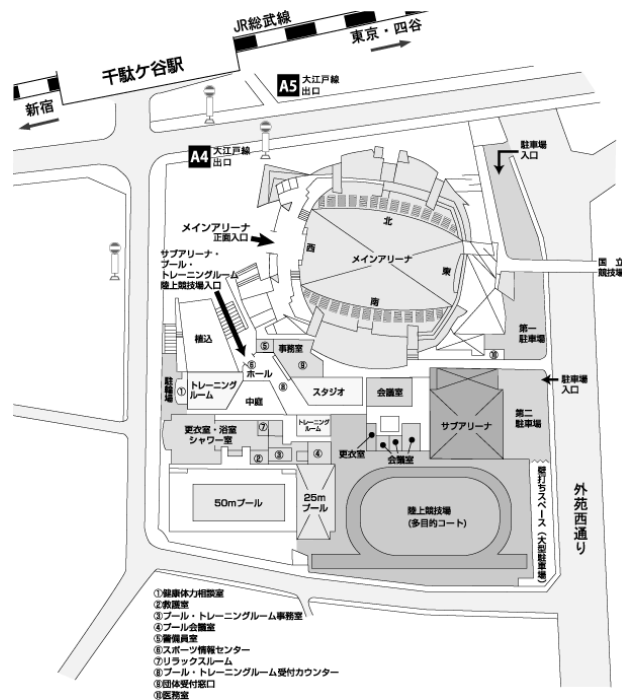 JR総武線
東京・四谷
千駄ケ谷駅
新宿
A5 大江戸線
出口
A4 大江戸線
出口
駐車場
入口
メインアリーナ
正面入口
北
西
メインアリーナ
東
南
サブアリーナ・
プール・
トレーニングルーム
陸上競技場入口
国立
競技場
第一
駐車場
植込
⑤
事務室
⑨
⑩
⑥
ホール
⑧
駐輪場
①
トレーニング
ルーム
中庭
スタジオ
会議室
駐車場
入口
第二
駐車場
サブアリーナ
更衣室・浴室
シャワー室
⑦
トレーニング
ルーム
②
③
④
更衣室
会議室
50mプール
25m
プール
陸上競技場
(多目的コート)
壁打ちスペース(大型駐車場)
外苑西通り
①健康体力相談室
②救護室
③プール・トレーニングルーム事務室
④プール会議室
⑤警備員室
⑥スポーツ情報センター
⑦リラックスルーム
⑧プール・トレーニングルーム受付カウンター
⑨団体受付窓口
⑩医務室